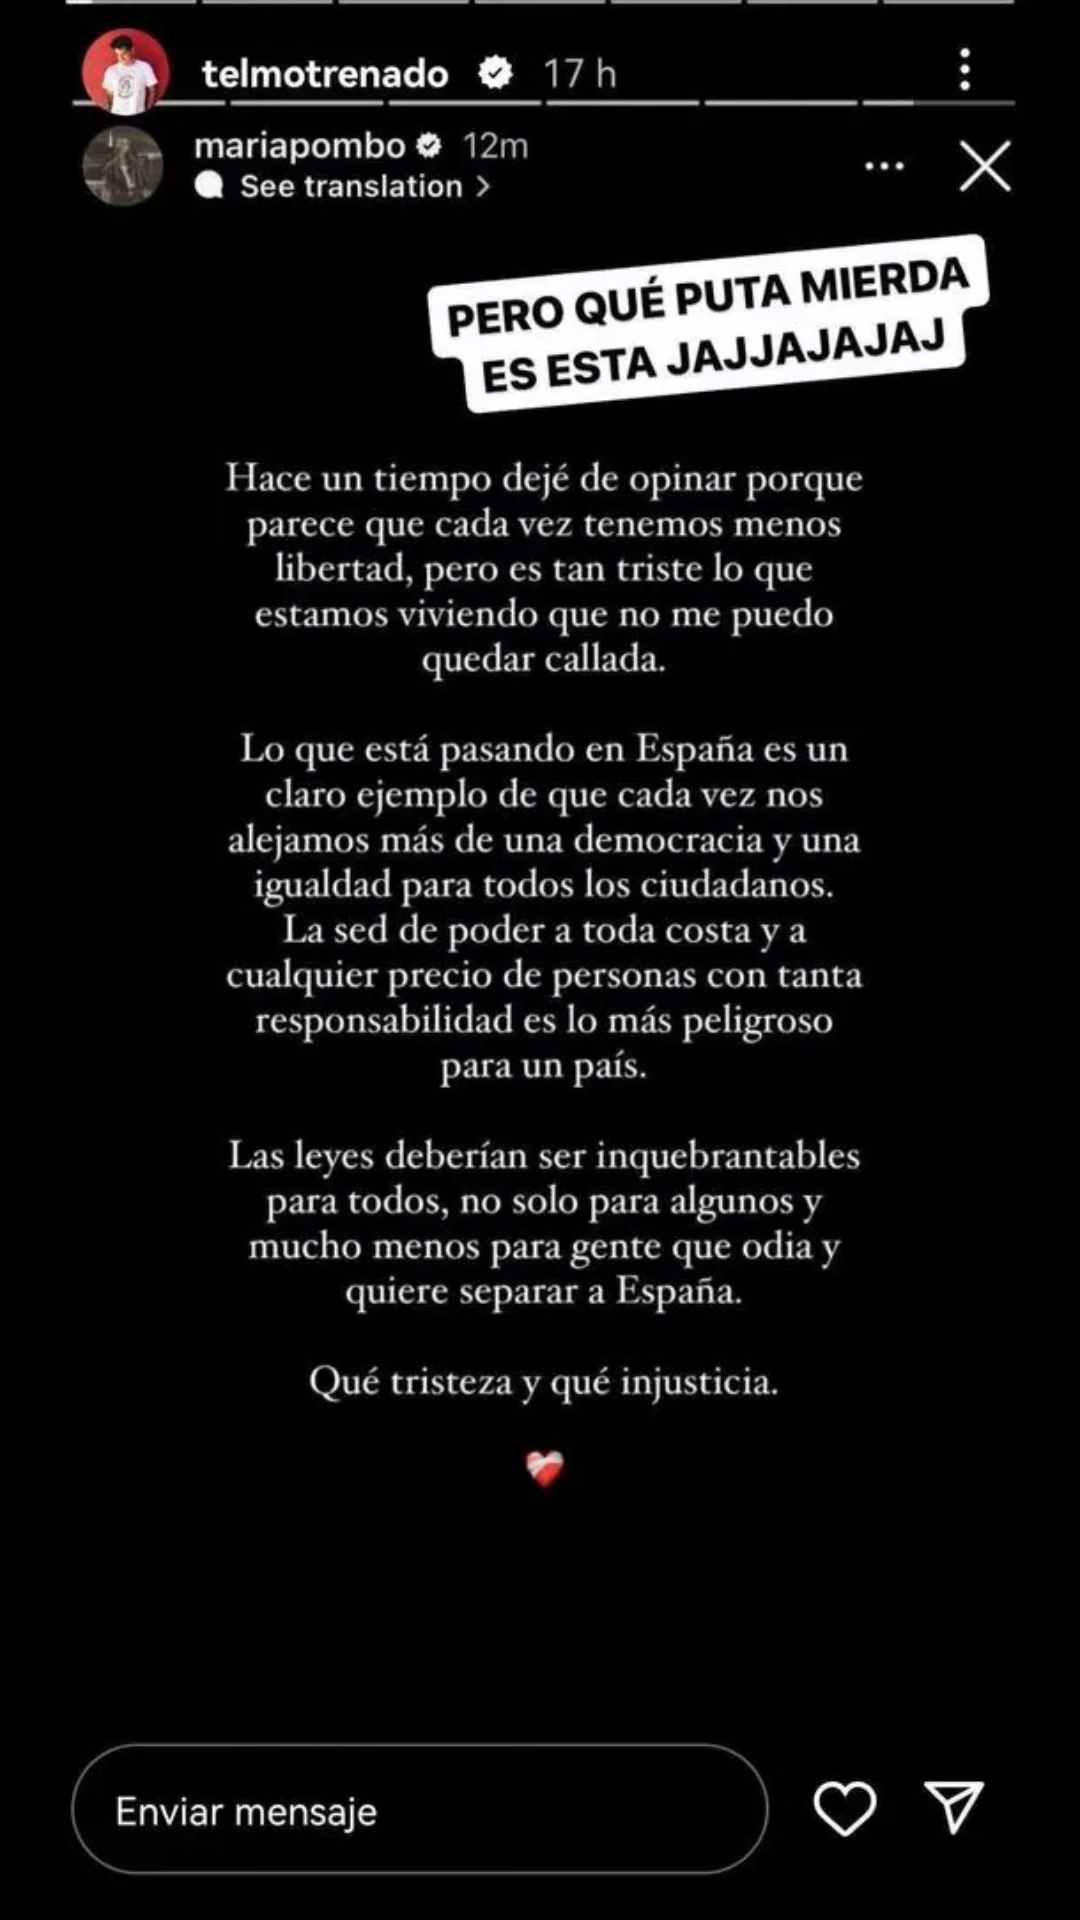 telmotrenado 17 h
mariapombo 12m
See translation >
PERO QUÉ PUTA MIERDA
ES ESTA JAJJAJAJAJ
Hace un tiempo dejé de opinar porque
parece que cada vez tenemos menos
libertad, pero es tan triste lo que
estamos viviendo que no me puedo
quedar callada.
Lo que está pasando en España es un
claro ejemplo de que cada vez nos
alejamos más de una democracia y una
igualdad para todos los ciudadanos.
La sed de poder a toda costa y a
cualquier precio de personas con tanta
responsabilidad es lo más peligroso
para un país.
Las leyes deberían ser inquebrantables
para todos, no solo para algunos y
mucho menos para gente que odia y
quiere separar a España.
Qué tristeza y qué injusticia.
Enviar mensaje